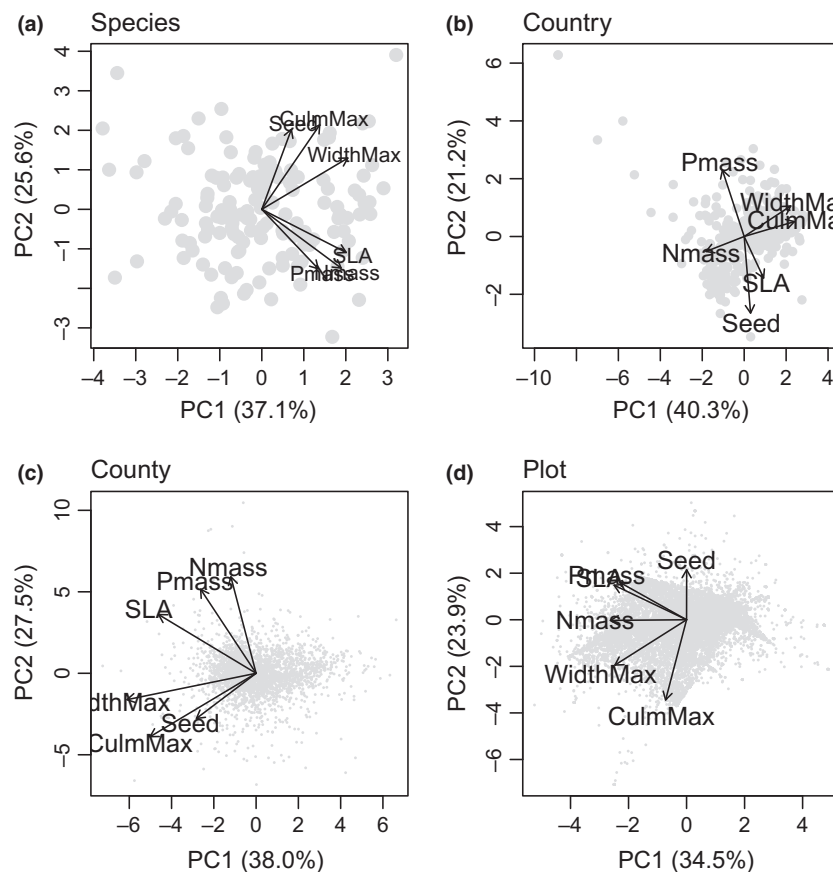 (a) Species
4
3
2
1
0
−1
−3
PC2 (25.6%)
Seed
CulmMax
WidthMax
SLA
Pmass
Nmass
−4 −3 −2 −1 0 1 2 3
PC1 (37.1%)
(b) Country
6
4
2
0
−2
PC2 (21.2%)
Pmass
WidthMa
CulmMa
Nmass
SLA
Seed
−10 −6 −4 −2 0 2 4
PC1 (40.3%)
(c) County
10
5
0
−5
PC2 (27.5%)
Nmass
Pmass
SLA
dthMax
Seed
CulmMax
−6 −4 −2 0 2 4 6
PC1 (38.0%)
(d) Plot
4
2
0
−2
−4
−6
PC2 (23.9%)
Seed
Pmass
SLA
Nmass
WidthMax
CulmMax
−4 −2 0 2 4
PC1 (34.5%)